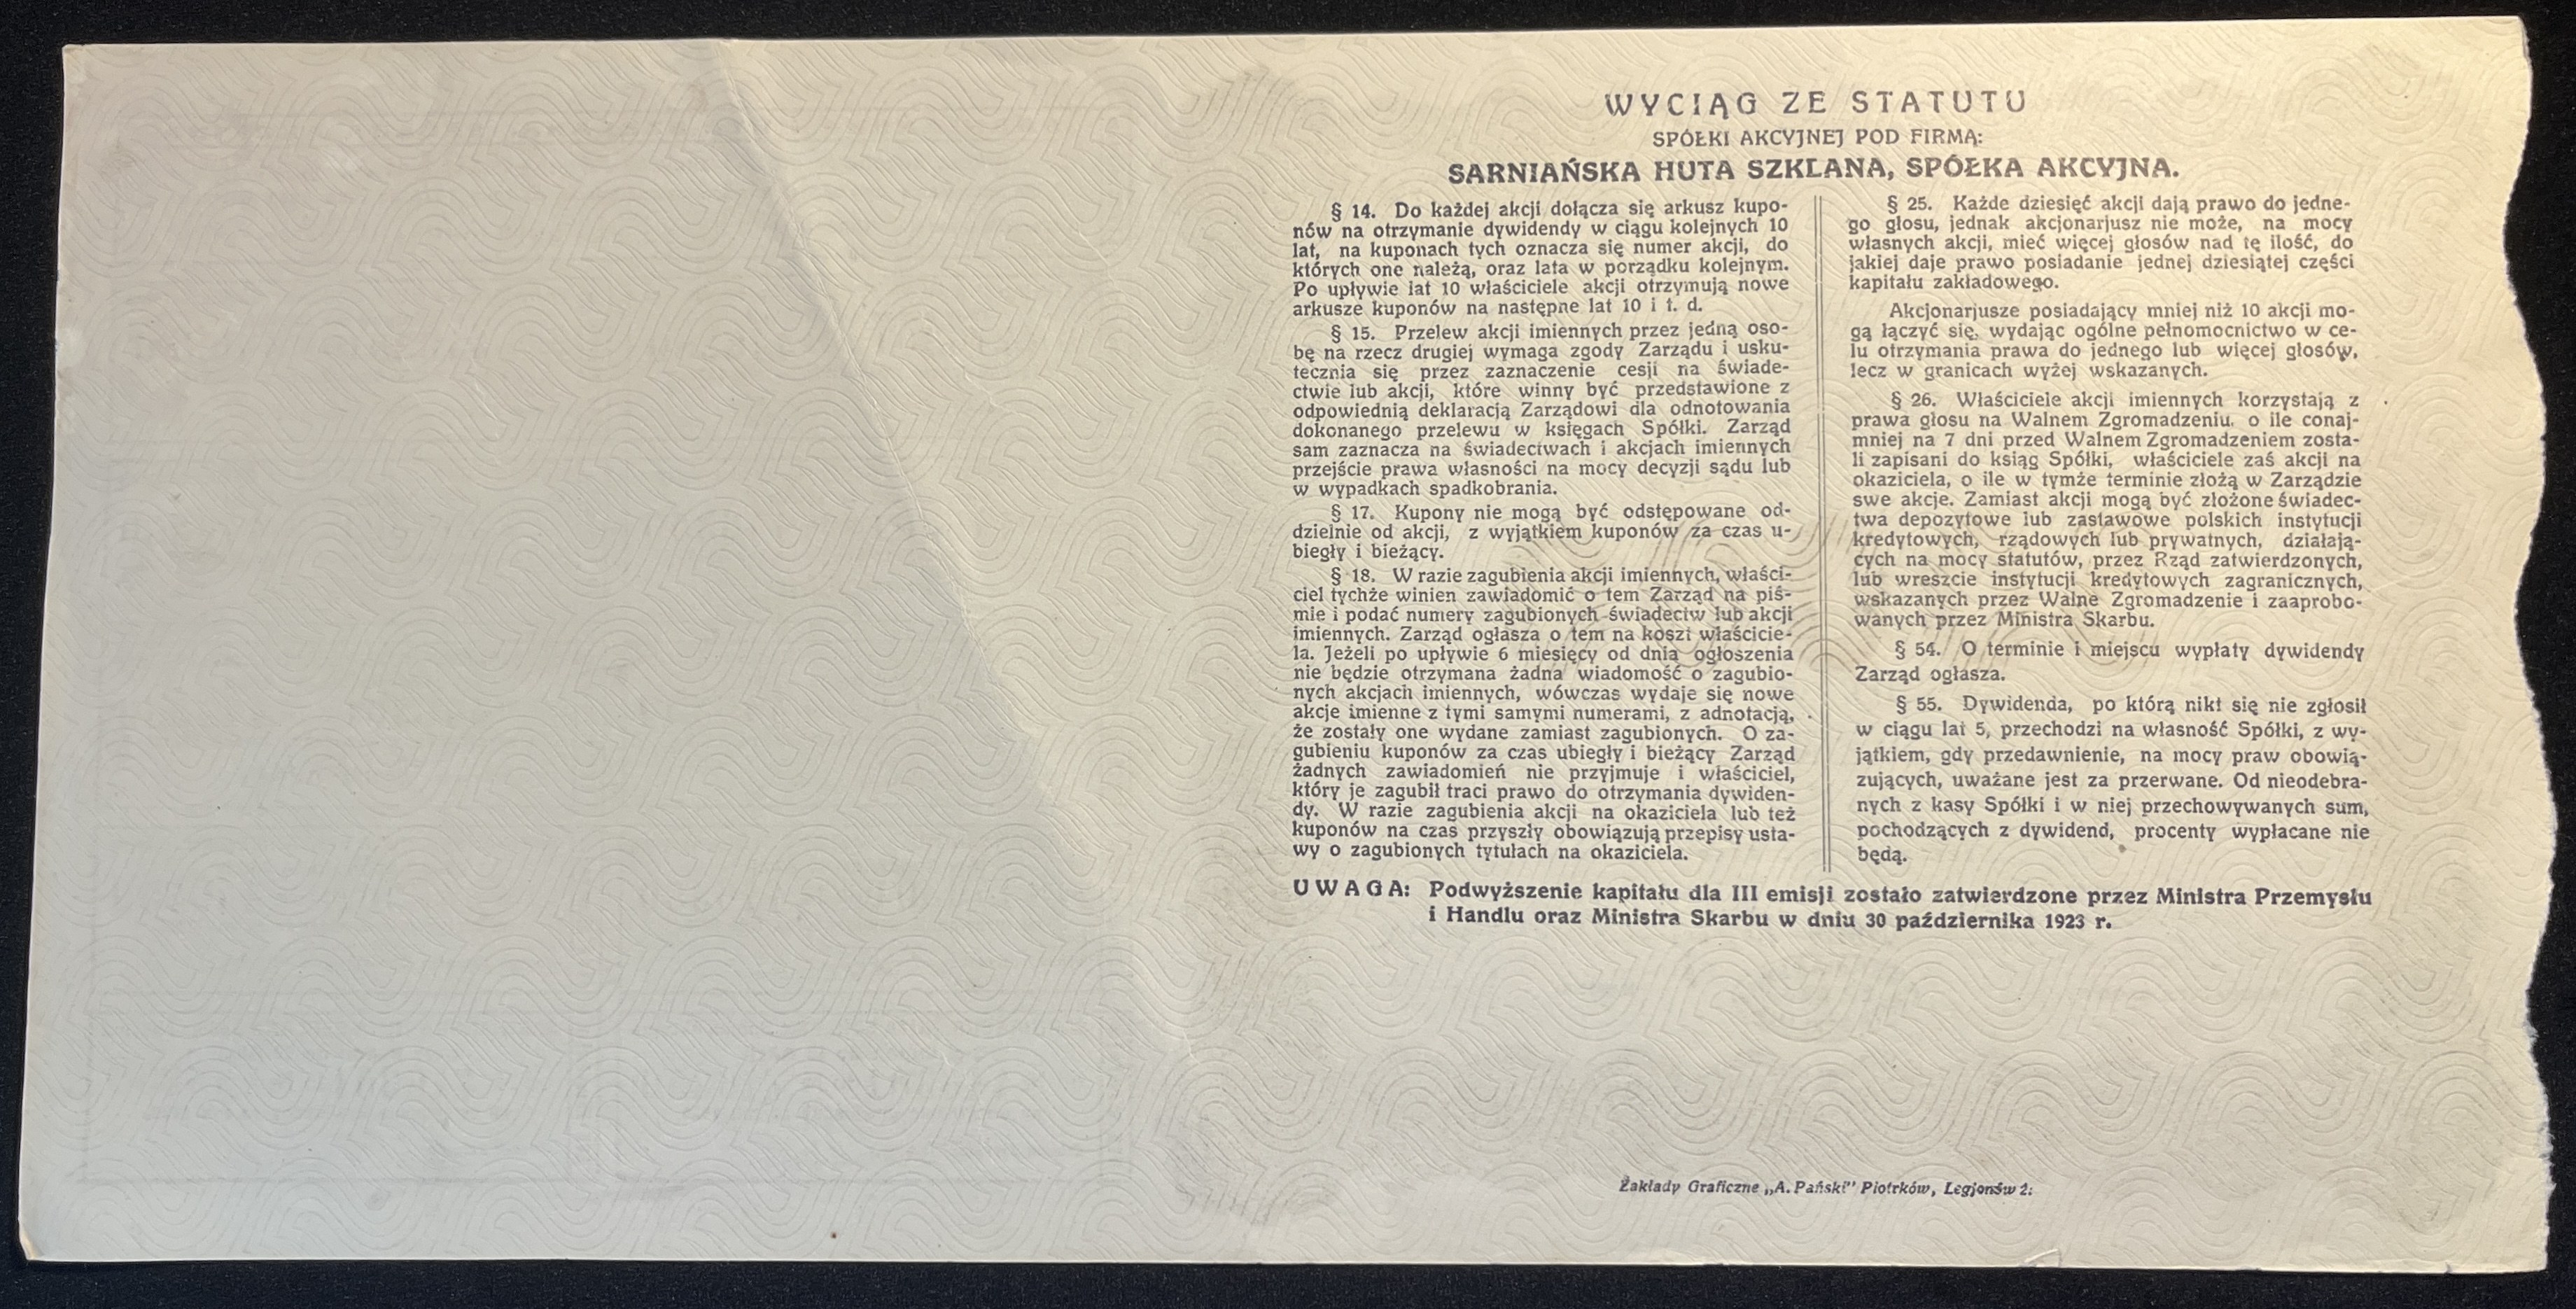 WYCIĄG ZE STATUTU
SPÓŁKI AKCYJNEJ POD FIRMĄ:
SARNIAŃSKA HUTA SZKLANA, SPÓŁKA AKCYJNA.
§ 14. Do każdej akcji dołącza się arkusz kupo-
nów na otrzymanie dywidendy w ciągu kolejnych 10
lat, na kuponach tych oznacza się numer akcji, do
których one należą, oraz lata w porządku kolejnym.
Po upływie lat 10 właściciele akcji otrzymują nowe
arkusze kuponów na następne lat 10 i t. d.
§ 15. Przelew akcji imiennych przez jedną oso-
bę na rzecz drugiej wymaga zgody Zarządu i usku-
tecznia się przez zaznaczenie cesji na świade-
ctwie lub akcji, które winny być przedstawione z
odpowiednią deklaracją Zarządowi dla odnotowania
dokonanego przelewu w księgach Spółki. Zarząd
sam zaznacza na świadectwach i akcjach imiennych
przejście prawa własności na mocy decyzji sądu lub
w wypadkach spadkobrania.
§ 17. Kupony nie mogą być odstępowane od-
dzielnie od akcji, z wyjątkiem kuponów za czas u-
biegły i bieżący.
§ 18. W razie zagubienia akcji imiennych, właści-
ciel tychże winien zawiadomić o tem Zarząd na piś-
mie i podać numery zagubionych świadectw lub akcji
imiennych. Zarząd ogłasza o tem na koszt właścicie-
la. Jeżeli po upływie 6 miesięcy od dnia ogłoszenia
nie będzie otrzymana żadna wiadomość o zagubio-
nych akcjach imiennych, wówczas wydaje się nowe
akcje imienne z tymi samymi numerami, z adnotacją,
że zostały one wydane zamiast zagubionych. O za-
gubieniu kuponów za czas ubiegły i bieżący Zarząd
żadnych zawiadomień nie przyjmuje i właściciel,
który je zagubił traci prawo do otrzymania dywiden-
dy. W razie zagubienia akcji na okaziciela lub też
kuponów na czas przyszły obowiązują przepisy usta-
wy o zagubionych tytułach na okaziciela.
§ 25. Każde dziesięć akcji dają prawo do jedne-
go głosu, jednak akcjonarjusz nie może, na mocy
własnych akcji, mieć więcej głosów nad tę ilość, do
jakiej daje prawo posiadanie jednej dziesiątej części
kapitału zakładowego.
Akcjonarjusze posiadający mniej niż 10 akcji mo-
gą łączyć się, wydając ogólne pełnomocnictwo w ce-
lu otrzymania prawa do jednego lub więcej głosów,
lecz w granicach wyżej wskazanych.
§ 26. Właściciele akcji imiennych korzystają z
prawa głosu na Walnem Zgromadzeniu, o ile conaj-
mniej na 7 dni przed Walnem Zgromadzeniem zosta-
li zapisani do ksiąg Spółki, właściciele zaś akcji na
okaziciela, o ile w tymże terminie złożą w Zarządzie
swe akcje. Zamiast akcji mogą być złożone świadec-
twa depozytowe lub zastawowe polskich instytucji
kredytowych, rządowych lub prywatnych, działają-
cych na mocy statutów, przez Rząd zatwierdzonych,
lub wreszcie instytucji kredytowych zagranicznych,
wskazanych przez Walne Zgromadzenie i zaaprobo-
wanych przez Ministra Skarbu.
§ 54. O terminie i miejscu wypłaty dywidendy
Zarząd ogłasza.
§ 55. Dywidenda, po którą nikt się nie zgłosił
w ciągu lat 5, przechodzi na własność Spółki, z wy-
jątkiem, gdy przedawnienie, na mocy praw obowią-
zujących, uważane jest za przerwane. Od nieodebra-
nych z kasy Spółki i w niej przechowywanych sum,
pochodzących z dywidend, procenty wypłacane nie
będą.
UWAGA: Podwyższenie kapitału dla III emisji zostało zatwierdzone przez Ministra Przemysłu
i Handlu oraz Ministra Skarbu w dniu 30 października 1923 r.
Zakłady Graficzne „A. Pański” Piotrków, Legjonów 2.